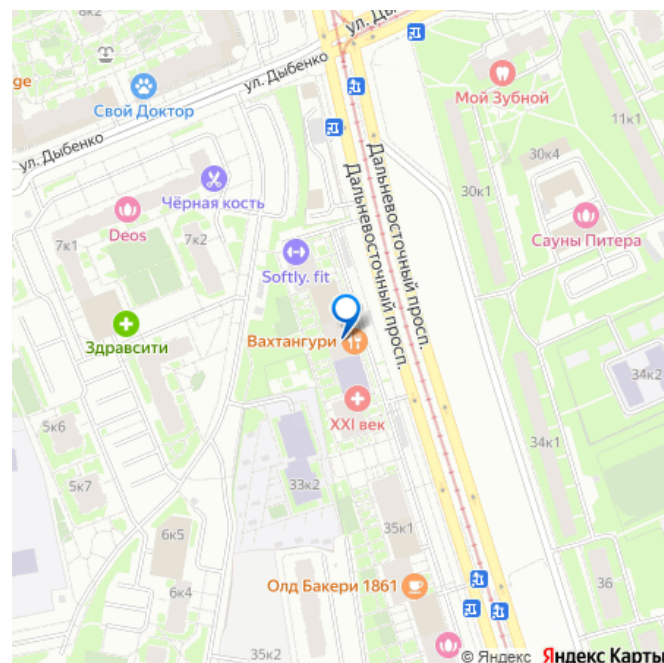 8к2
ул. Дыбенко
ge
Свой Доктор
Мой Зубной
11к1
ул. Дыбенко
30к4
Чёрная кость
30к1
Deos
7к1
7к2
Сауны Питера
Softly. fit
Дальневосточный просп.
Дальневосточный просп.
Вахтангури
Здравсити
34к2
XXI век
5к6
34к1
5к7
33к2
6к5
35к1
Олд Бакери 1861
36
6к4
35к2
© Яндекс Яндекс Карты